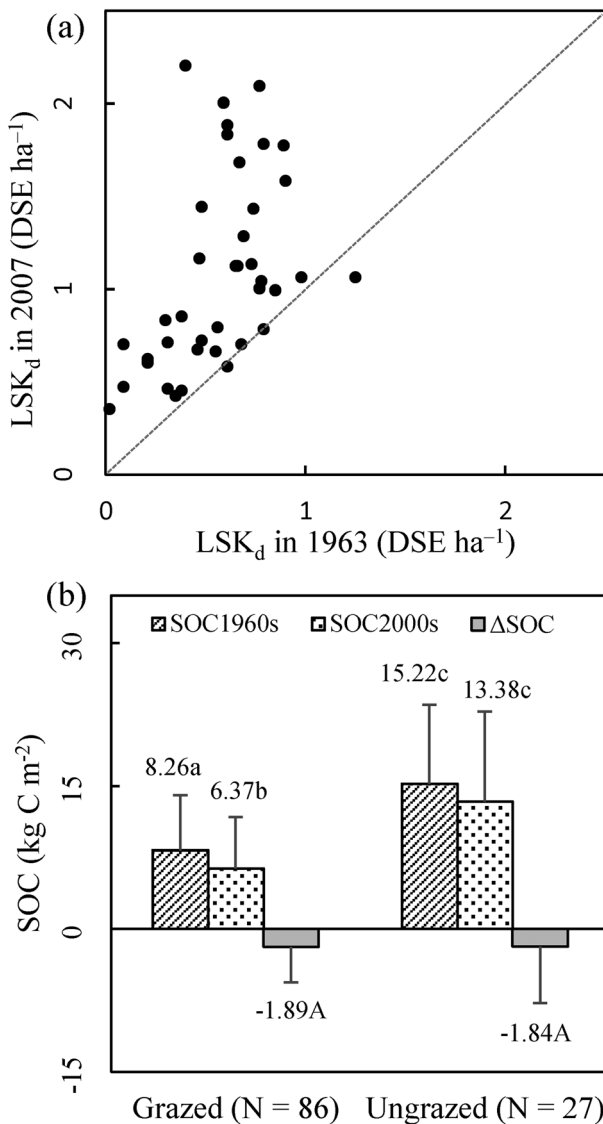 (a)
LSKd in 2007 (DSE ha−1)
2
1
0
0
1
2
LSKd in 1963 (DSE ha−1)
(b)
SOC1960s SOC2000s ΔSOC
SOC (kg C m-2)
30
15
0
-15
8.26a
6.37b
-1.89A
15.22c
13.38c
-1.84A
Grazed (N = 86) Ungrazed (N = 27)